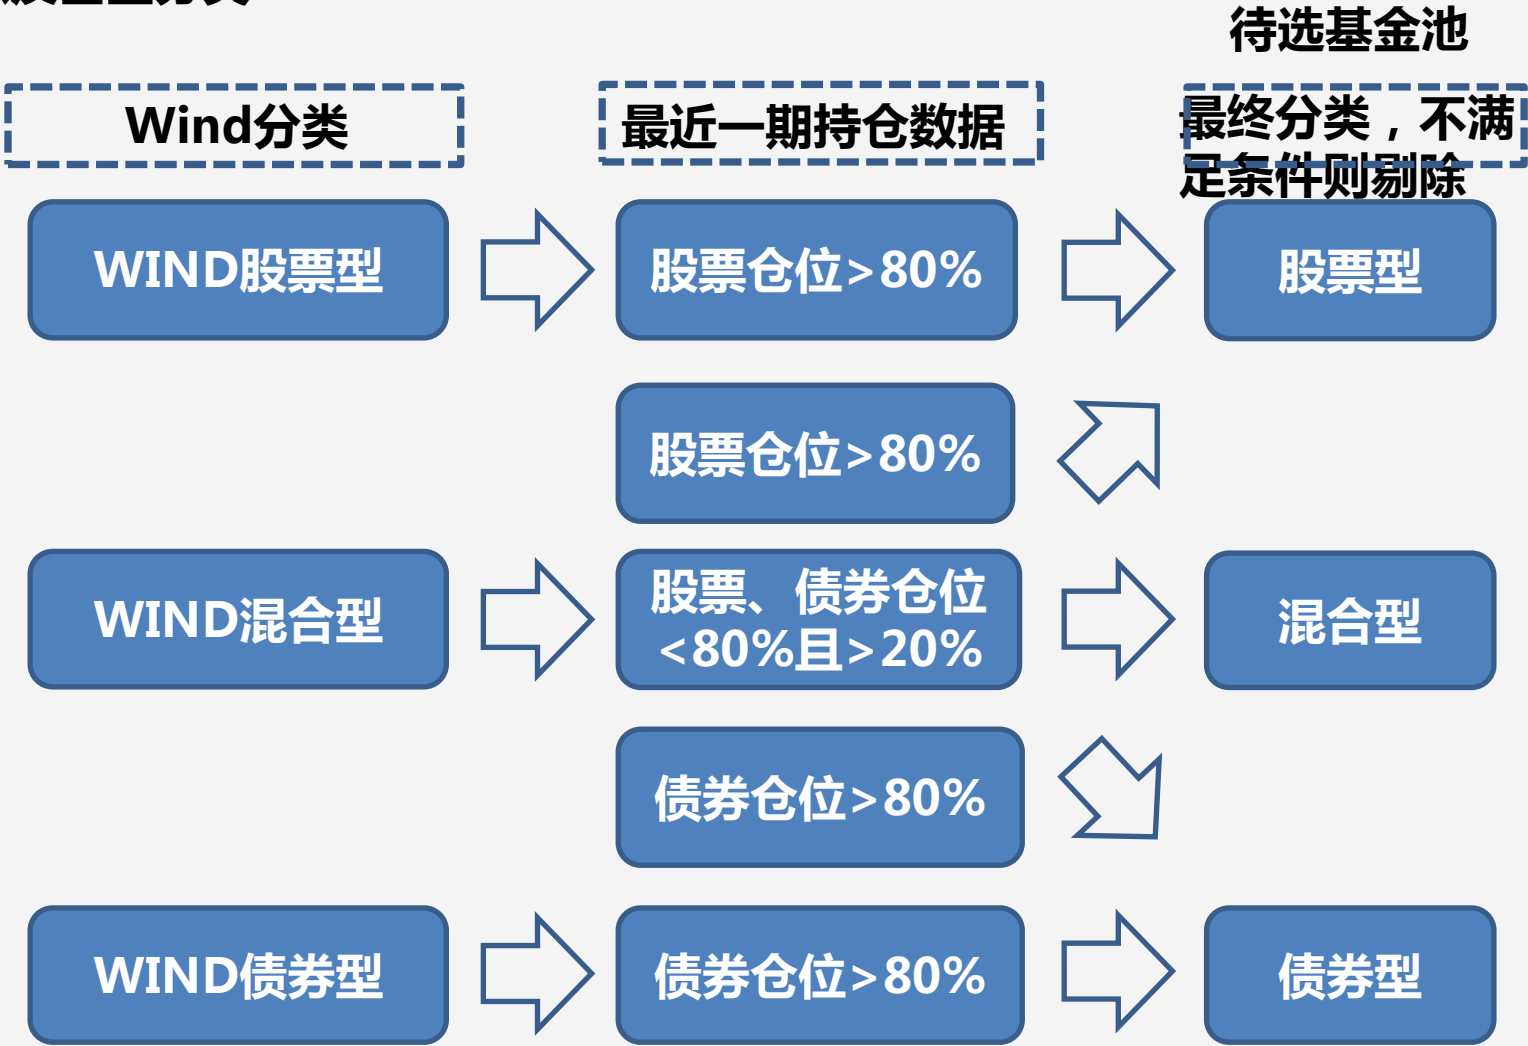 待选基金池
Wind分类
最近一期持仓数据
最终分类，不满
足条件则剔除
WIND股票型
股票仓位>80%
股票型
股票仓位>80%
WIND混合型
股票、债券仓位
<80%且>20%
混合型
债券仓位>80%
WIND债券型
债券仓位>80%
债券型